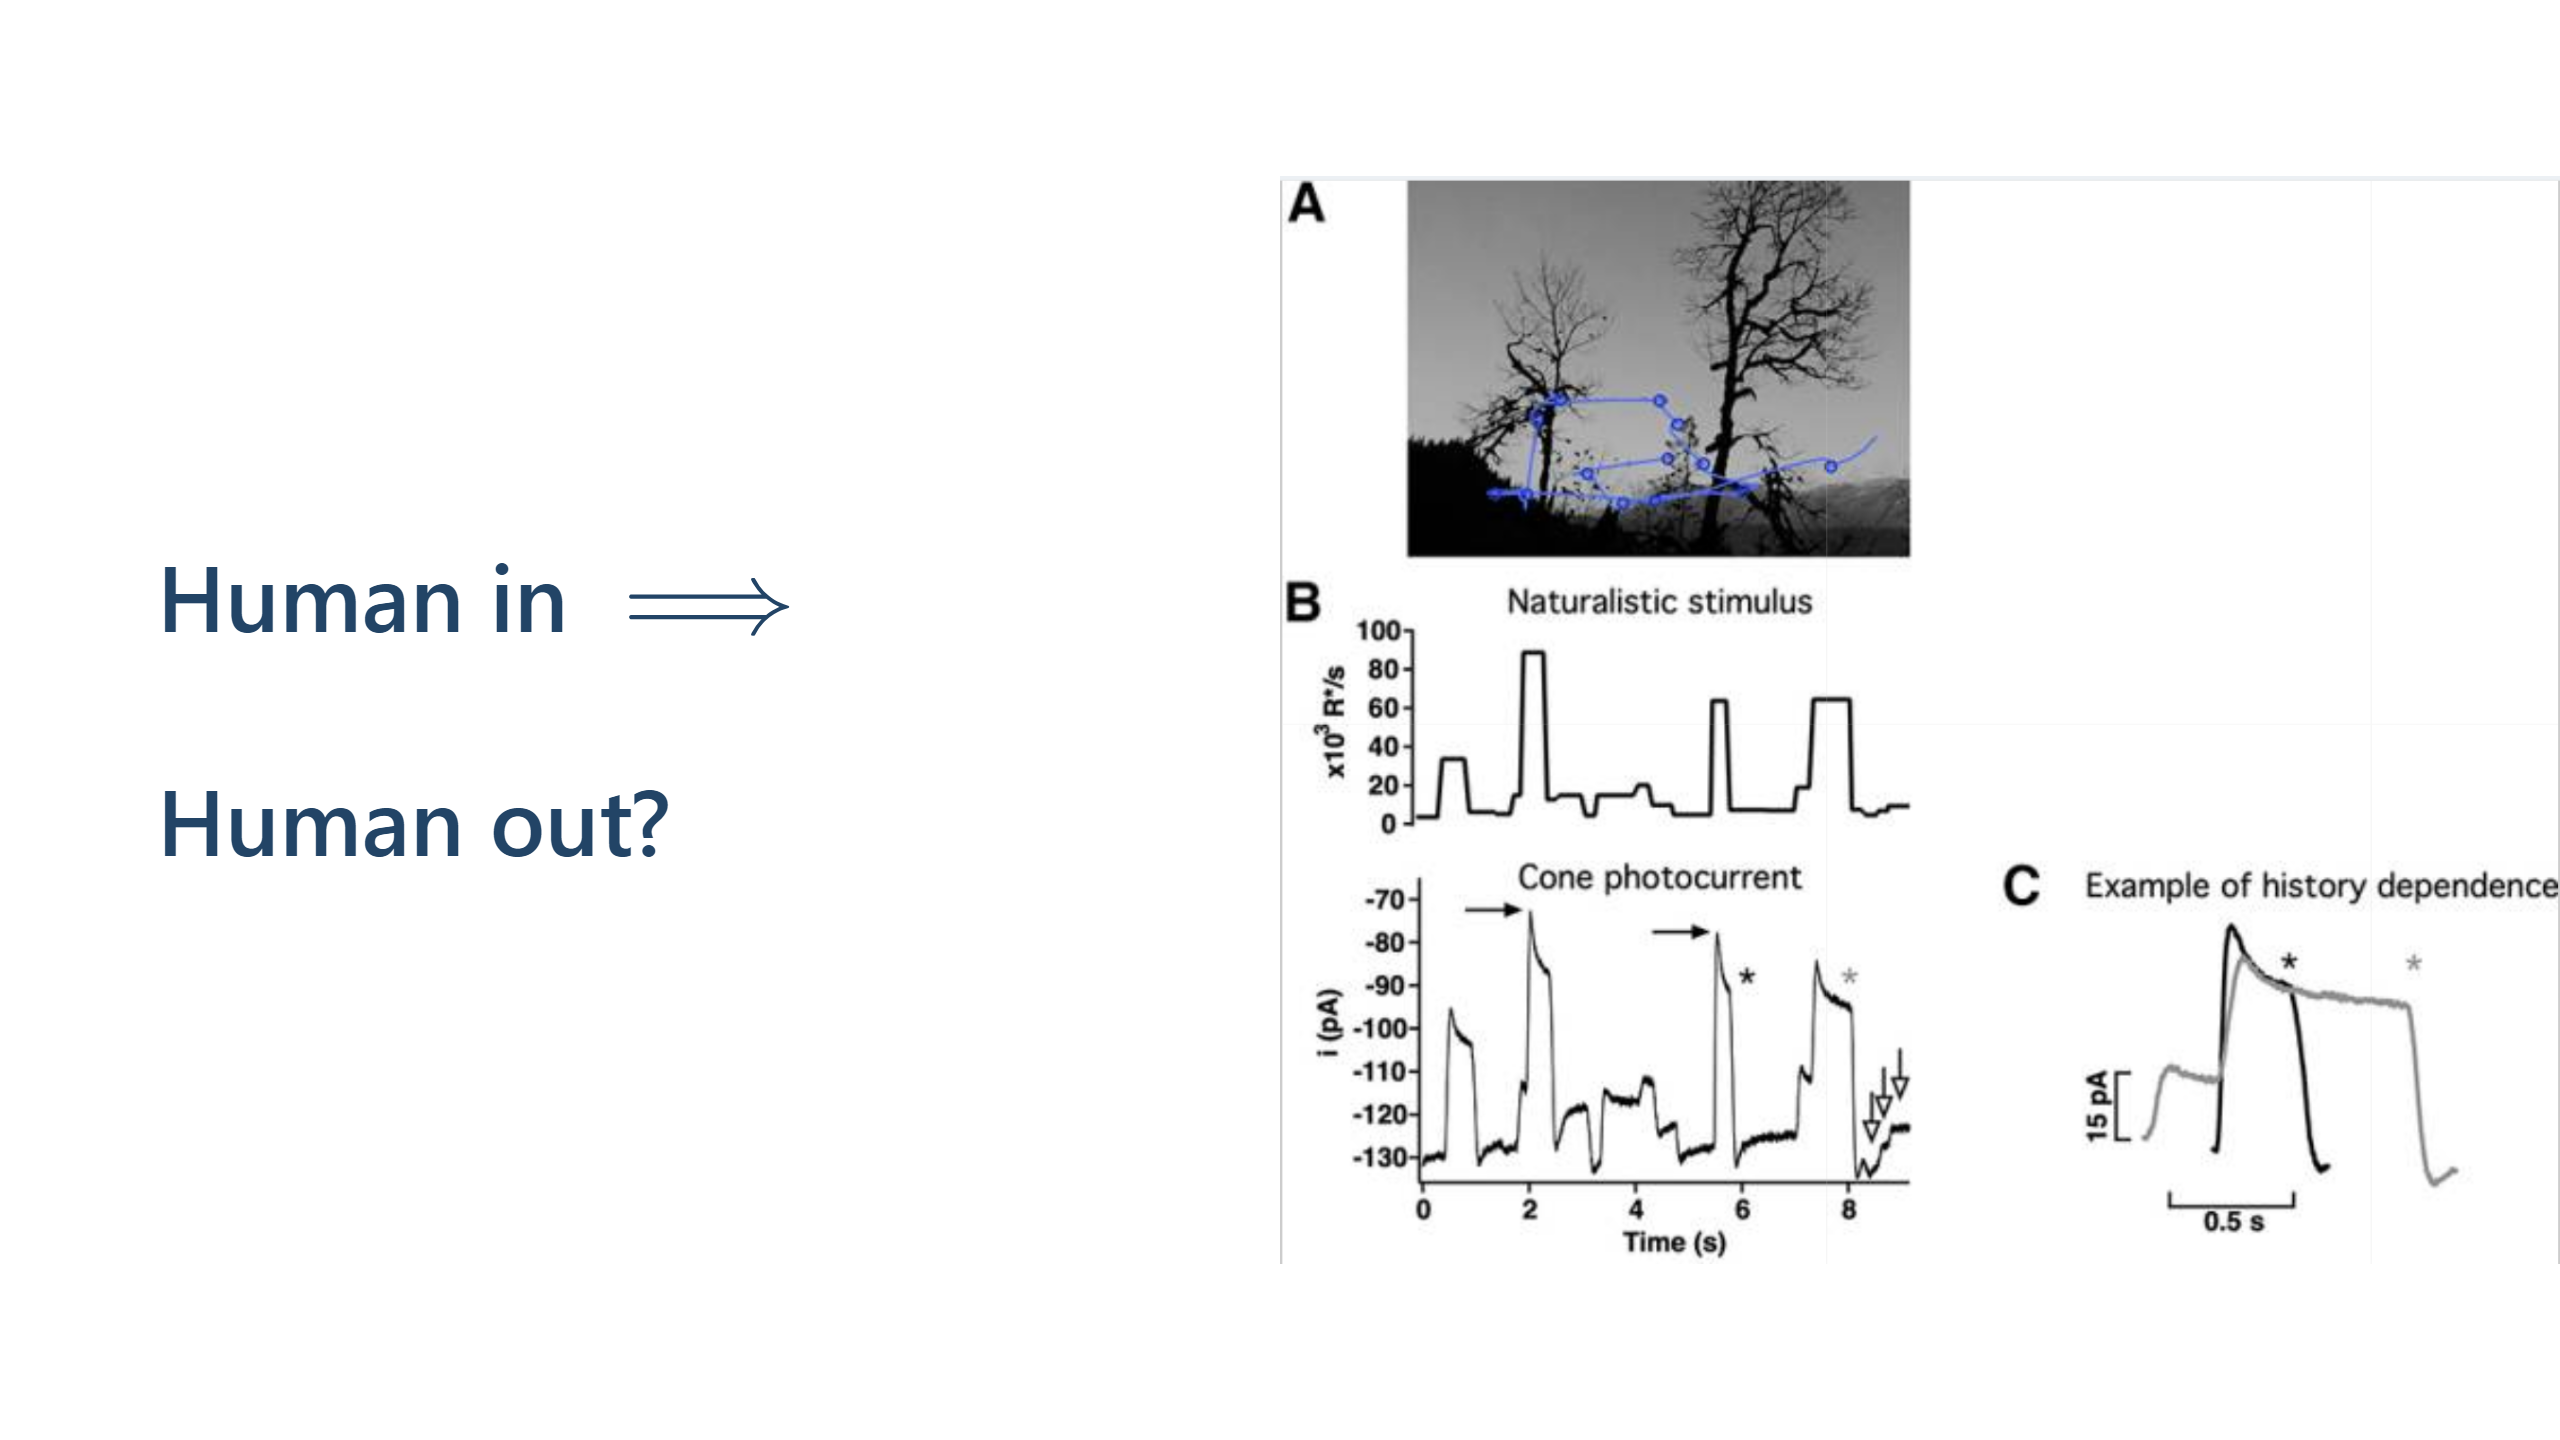 Human in ⟹
Human out?
A
B
Naturalistic stimulus
x10³ R*/s
100
80
60
40
20
0
Cone photocurrent
i (pA)
-70
-80
-90
-100
-110
-120
-130
*
*
0 2 4 6 8
Time (s)
C Example of history dependence
*
*
15 pA
0.5 s